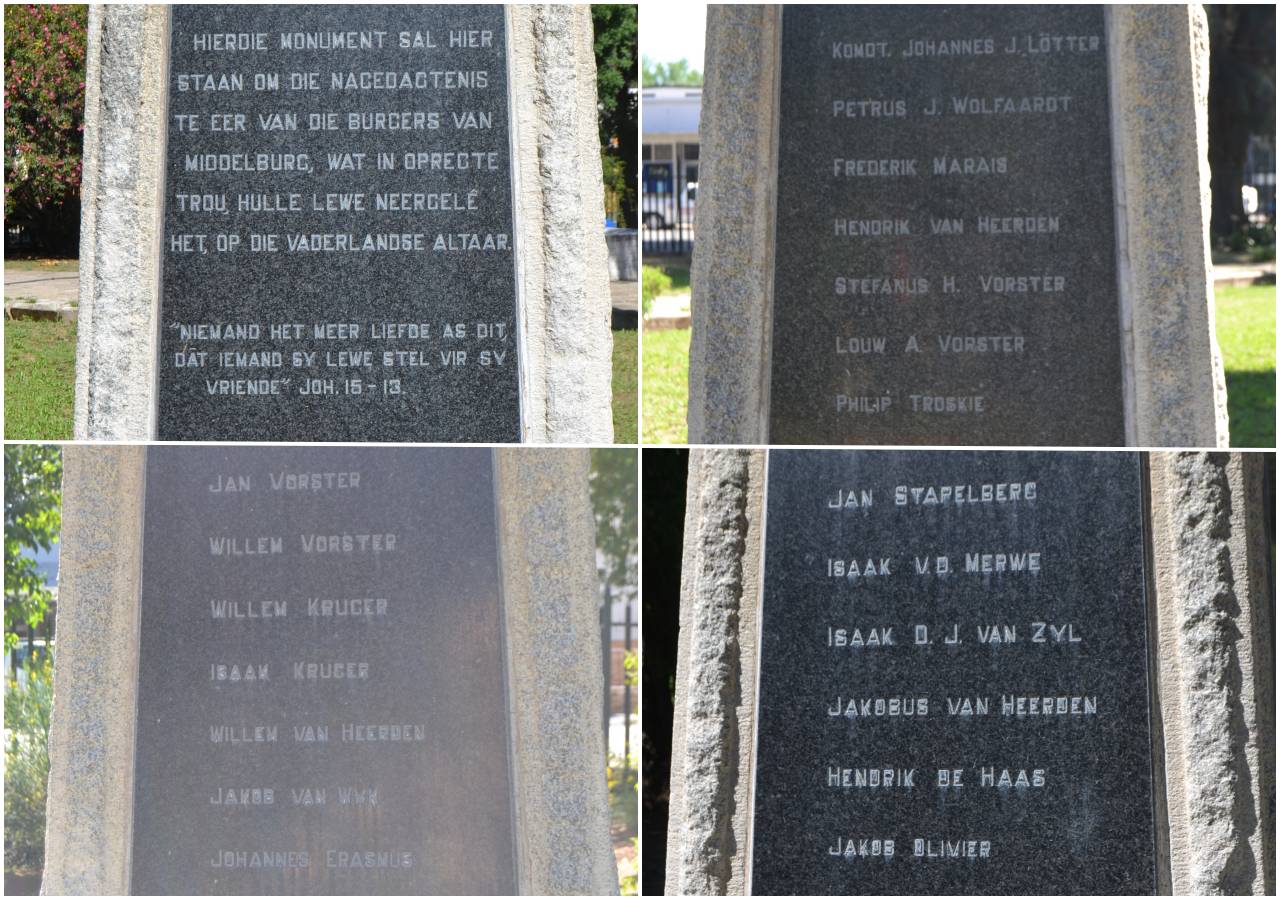 HIERDIE MONUMENT SAL HIER
STAAN OM DIE NAGEDAGTENIS
TE EER VAN DIE BURGERS VAN
MIDDELBURG, WAT IN OPREGTE
TROU, HULLE LEWE NEERGELÊ
HET, OP DIE VADERLANDSE ALTAAR.
"NIEMAND HET MEER LIEFDE AS DIT,
DÀT IEMAND SY LEWE STEL VIR SY
VRIENDE" JOH. 15-13.
KOMDT. JOHANNES J. LÖTTER
PETRUS J. WOLFAARDT
FREDERIK MARAIS
HENDRIK VAN HEERDEN
STEFANUS H. VORSTER
LOUW A. VORSTER
PHILIP TROSKIE
JAN VORSTER
WILLEM VORSTER
WILLEM KRUGER
ISAAK KRUGER
WILLEM VAN HEERDEN
JAKOB VAN WYK
JOHANNES ERASMUS
JAN STAPELBERG
ISAAK V.D. MERWE
ISAAK D. J. VAN ZYL
JAKOBUS VAN HEERDEN
HENDRIK DE HAAS
JAKOB OLIVIER